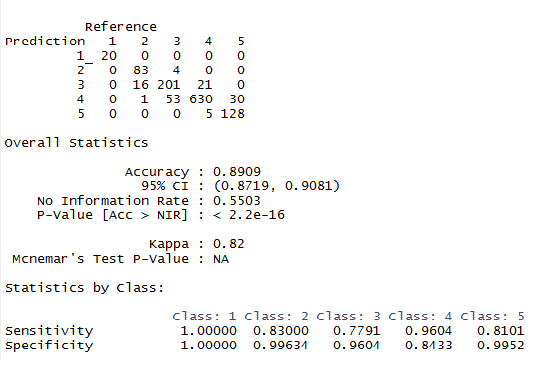 Reference
Prediction 1 2 3 4 5
1_ 20 0 0 0 0
2 0 83 4 0 0
3 0 16 201 21 0
4 0 1 53 630 30
5 0 0 0 5 128
Overall Statistics
Accuracy : 0.8909
95% CI : (0.8719, 0.9081)
No Information Rate : 0.5503
P-Value [Acc > NIR] : < 2.2e-16
Kappa : 0.82
Mcnemar's Test P-Value : NA
Statistics by Class:
Class: 1 Class: 2 Class: 3 Class: 4 Class: 5
Sensitivity 1.00000 0.83000 0.7791 0.9604 0.8101
Specificity 1.00000 0.99634 0.9604 0.8433 0.9952